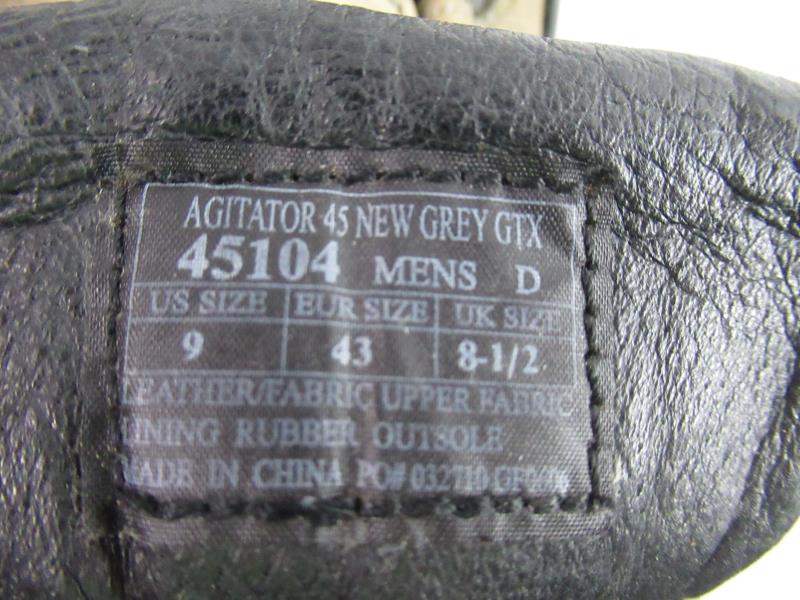 AGITATOR 45 NEW GREY GTX
45104 MENS D
US SIZE EUR SIZE UK SIZE
9 43 8-1/2
LEATHER/FABRIC UPPER FABRIC
LINING RUBBER OUTSOLE
MADE IN CHINA PO# 032710